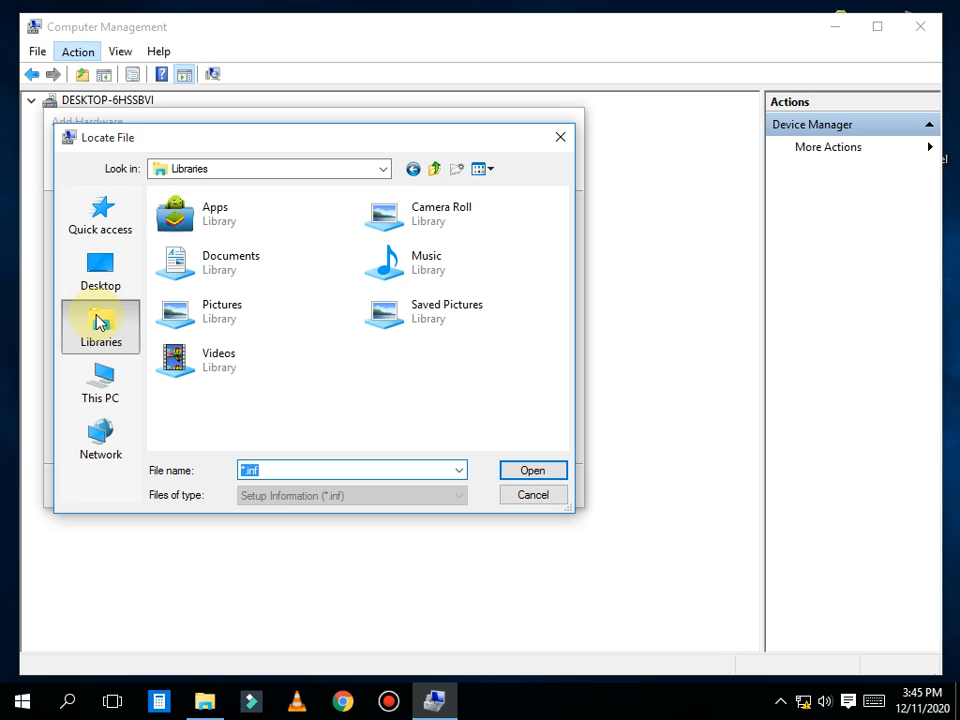 Computer Management
File Action View Help
DESKTOP-6HSSBVI
Actions
Device Manager
More Actions
Add Hardware
Locate File
Look in: Libraries
Quick access
Desktop
Libraries
This PC
Network
Apps
Library
Camera Roll
Library
Documents
Library
Music
Library
Pictures
Library
Saved Pictures
Library
Videos
Library
File name: *.inf
Open
Files of type: Setup Information (*.inf)
Cancel
3:45 PM
12/11/2020